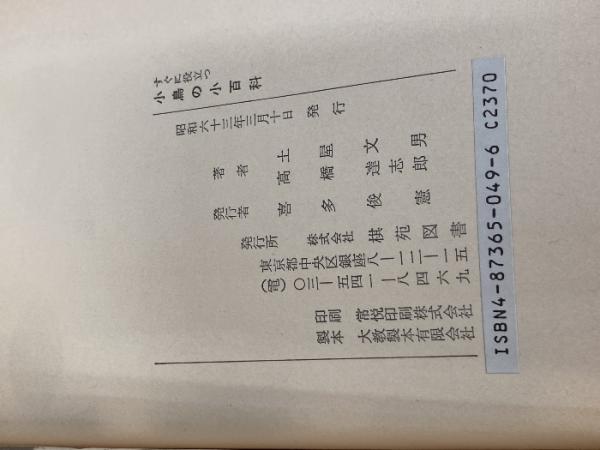 すぐに役立つ
小鳥の小百科
昭和六十三年三月十日 発行
著者 土屋文男
高橋達志郎
発行者 喜多俊憲
発行所 株式会社 棋苑図書
東京都中央区銀座八−一二−一五
(電)〇三−五四一−八四六九
印刷 常悦印刷株式会社
製本 大教製本有限会社
ISBN4-87365-049-6 C2370